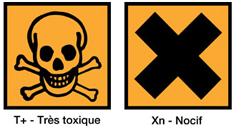 T+ - Très toxique
Xn - Nocif